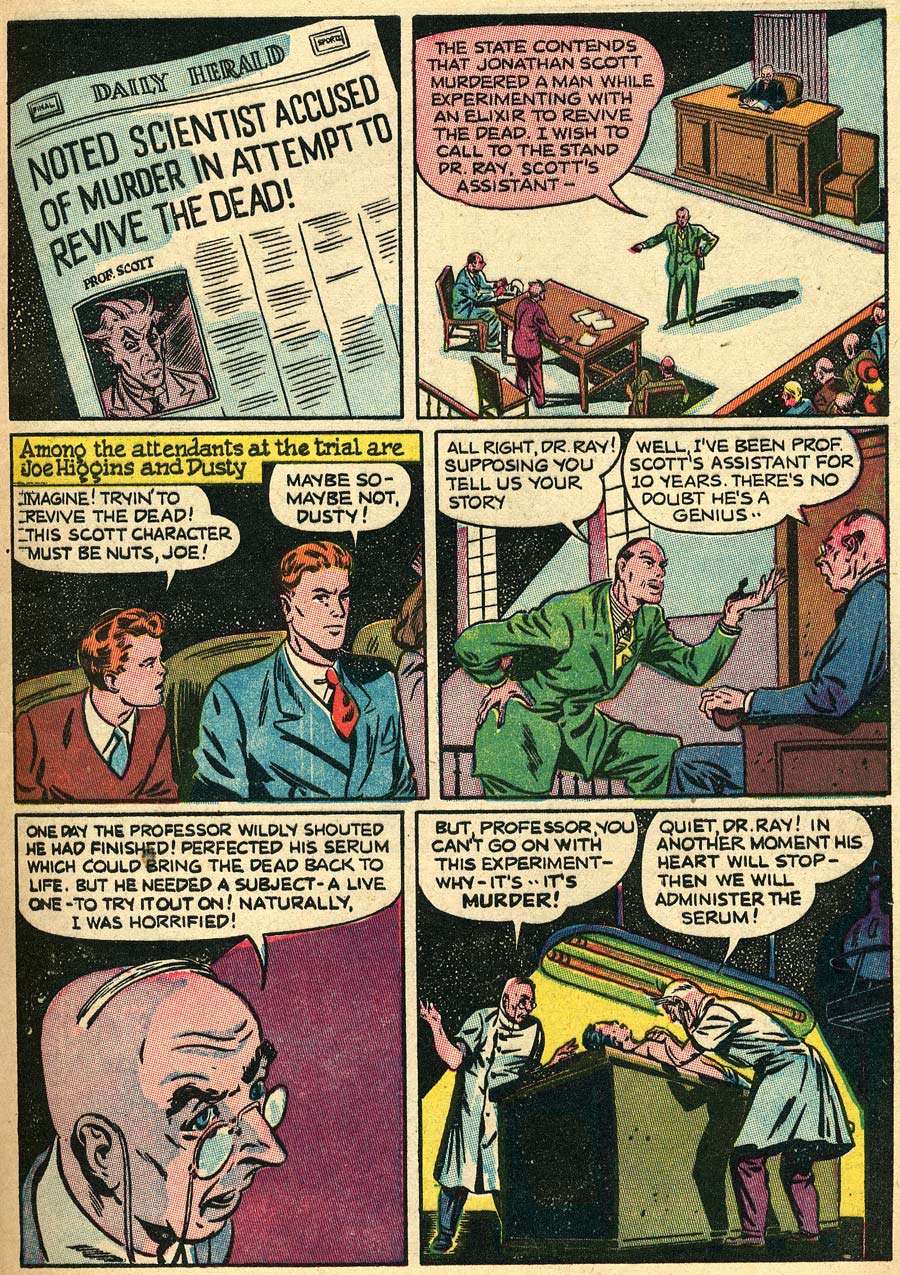 FINAL
DAILY HERALD
SPORTS
NOTED SCIENTIST ACCUSED
OF MURDER IN ATTEMPT TO
REVIVE THE DEAD!
PROF. SCOTT
THE STATE CONTENDS
THAT JONATHAN SCOTT
MURDERED A MAN WHILE
EXPERIMENTING WITH
AN ELIXIR TO REVIVE
THE DEAD. I WISH TO
CALL TO THE STAND
DR. RAY, SCOTT'S
ASSISTANT-
Among the attendants at the trial are
Joe Higgins and Dusty
IMAGINE! TRYIN' TO
REVIVE THE DEAD!
THIS SCOTT CHARACTER
MUST BE NUTS, JOE!
MAYBE SO-
MAYBE NOT,
DUSTY!
ALL RIGHT, DR. RAY!
SUPPOSING YOU
TELL US YOUR
STORY
WELL, I'VE BEEN PROF.
SCOTT'S ASSISTANT FOR
10 YEARS. THERE'S NO
DOUBT HE'S A
GENIUS..
ONE DAY THE PROFESSOR WILDLY SHOUTED
HE HAD FINISHED! PERFECTED HIS SERUM
WHICH COULD BRING THE DEAD BACK TO
LIFE. BUT HE NEEDED A SUBJECT-A LIVE
ONE-TO TRY IT OUT ON! NATURALLY,
I WAS HORRIFIED!
BUT, PROFESSOR, YOU
CAN'T GO ON WITH
THIS EXPERIMENT-
WHY-IT'S..IT'S
MURDER!
QUIET, DR. RAY! IN
ANOTHER MOMENT HIS
HEART WILL STOP-
THEN WE WILL
ADMINISTER THE
SERUM!